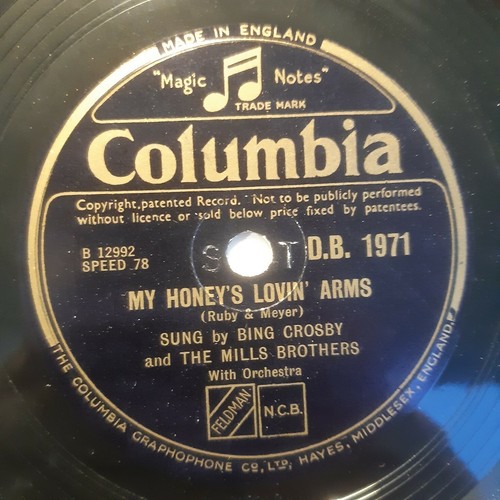 MADE IN ENGLAND
"Magic Notes"
TRADE MARK
Columbia
Copyright, patented Record. Not to be publicly performed
without licence or sold below price fixed by patentees.
B 12992
SPEED 78
D.B. 1971
MY HONEY'S LOVIN' ARMS
(Ruby & Meyer)
SUNG by BING CROSBY
and THE MILLS BROTHERS
With Orchestra
FELDMAN
N.C.B.
THE COLUMBIA GRAPHOPHONE CO., LTD., HAYES, MIDDLESEX, ENGLAND.